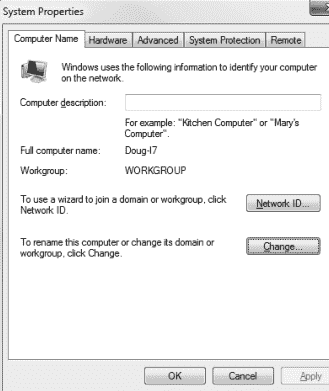 System Properties
Computer Name Hardware Advanced System Protection Remote
Windows uses the following information to identify your computer
on the network.
Computer description:
For example: "Kitchen Computer" or "Mary's
Computer".
Full computer name: Doug-I7
Workgroup: WORKGROUP
To use a wizard to join a domain or workgroup, click
Network ID.
Network ID...
To rename this computer or change its domain or
workgroup, click Change.
Change...
OK Cancel Apply